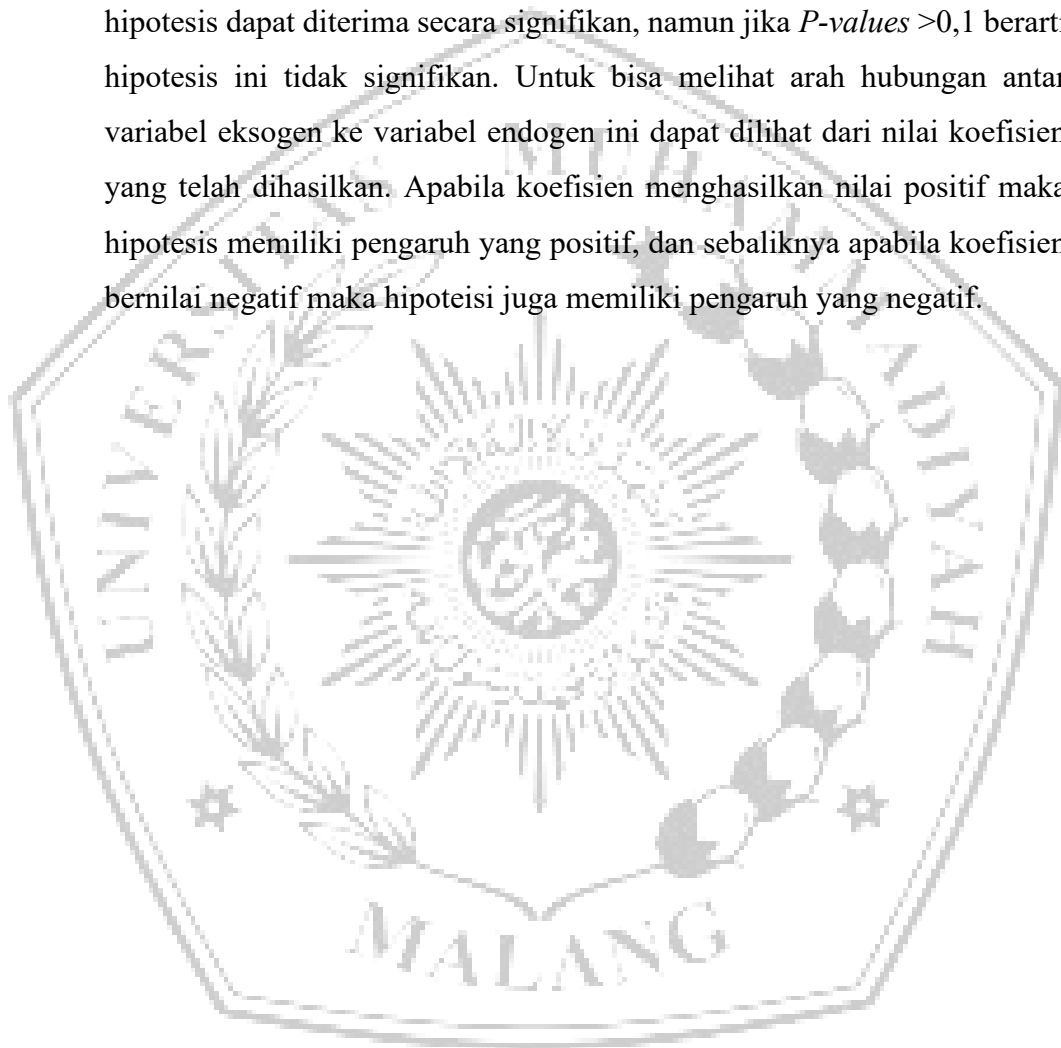 hipotesis dapat diterima secara signifikan, namun jika P-values >0,1 berarti
hipotesis ini tidak signifikan. Untuk bisa melihat arah hubungan antar
variabel eksogen ke variabel endogen ini dapat dilihat dari nilai koefisien
yang telah dihasilkan. Apabila koefisien menghasilkan nilai positif maka
hipotesis memiliki pengaruh yang positif, dan sebaliknya apabila koefisien
bernilai negatif maka hipoteisi juga memiliki pengaruh yang negatif.
UNIVERSITAS MUHAMMADIYAH
MALANG